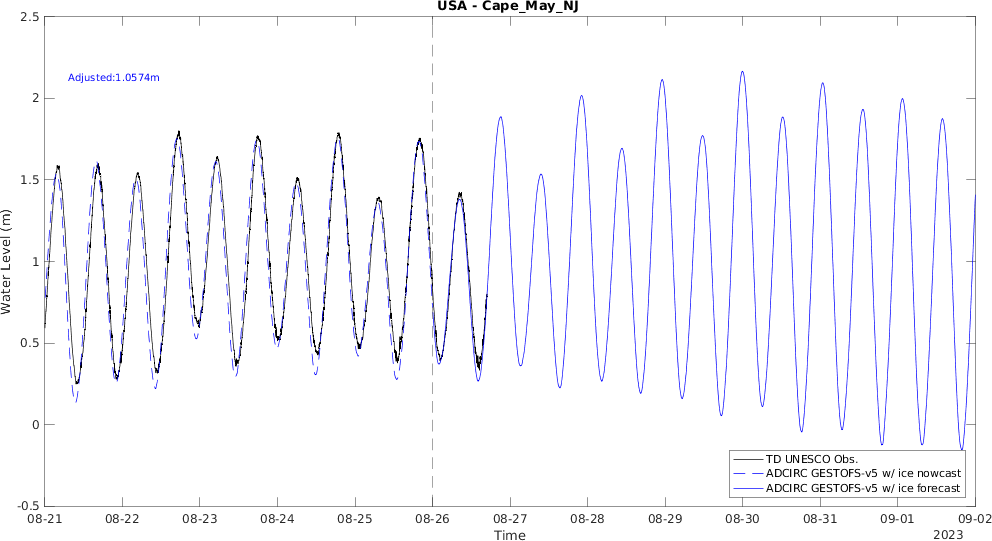 USA - Cape_May_NJ
Adjusted:1.0574m
Water Level (m)
2.5
2
1.5
1
0.5
0
-0.5
TD UNESCO Obs.
ADCIRC GESTOFS-v5 w/ ice nowcast
ADCIRC GESTOFS-v5 w/ ice forecast
08-21 08-22 08-23 08-24 08-25 08-26 08-27 08-28 08-29 08-30 08-31 09-01 09-02
Time
2023